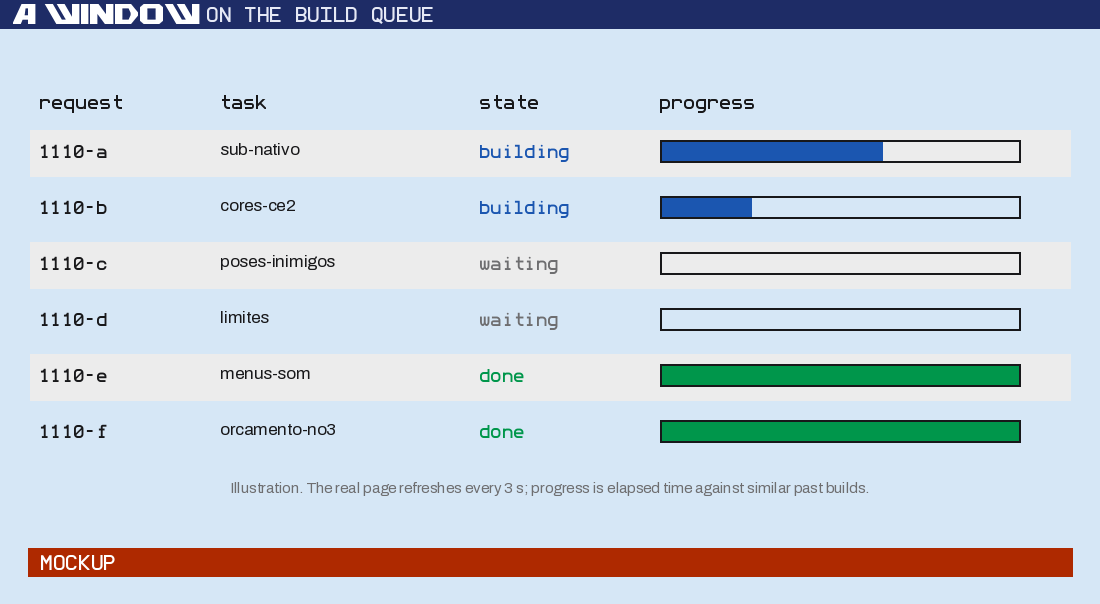 A WINDOW ON THE BUILD QUEUE
request task state progress
1110-a sub-nativo building
1110-b cores-ce2 building
1110-c poses-inimigos waiting
1110-d limites waiting
1110-e menus-som done
1110-f orcamento-no3 done
Illustration. The real page refreshes every 3 s; progress is elapsed time against similar past builds.
MOCKUP